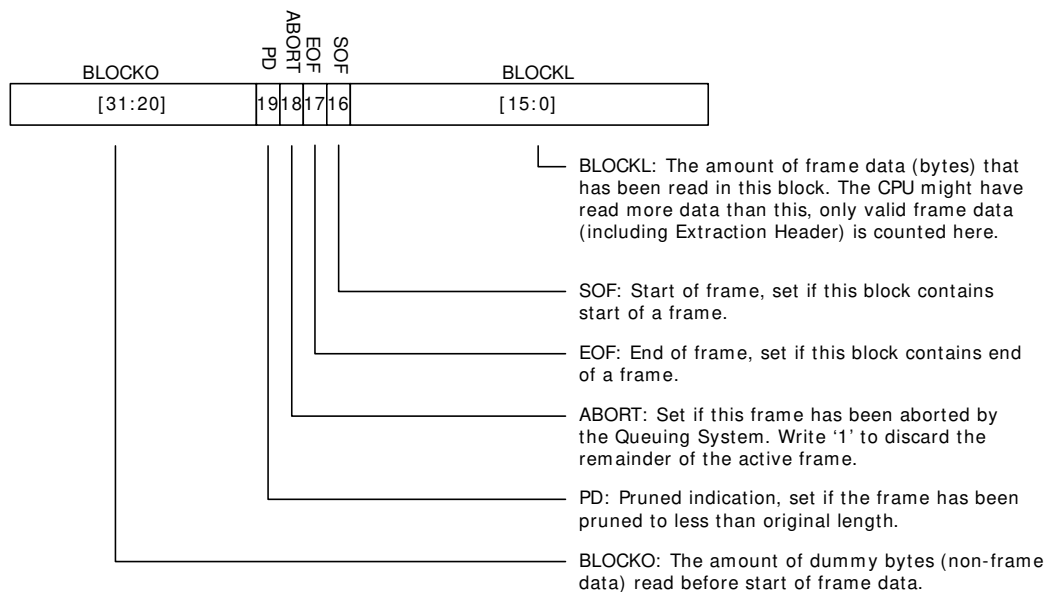 BLOCKO PD ABORT EOF SOF BLOCKL
[31:20] 19 18 17 16 [15:0]
BLOCKL: The amount of frame data (bytes) that
has been read in this block. The CPU might have
read more data than this, only valid frame data
(including Extraction Header) is counted here.
SOF: Start of frame, set if this block contains
start of a frame.
EOF: End of frame, set if this block contains end
of a frame.
ABORT: Set if this frame has been aborted by
the Queuing System. Write ‘1’ to discard the
remainder of the active frame.
PD: Pruned indication, set if the frame has been
pruned to less than original length.
BLOCKO: The amount of dummy bytes (non-frame
data) read before start of frame data.